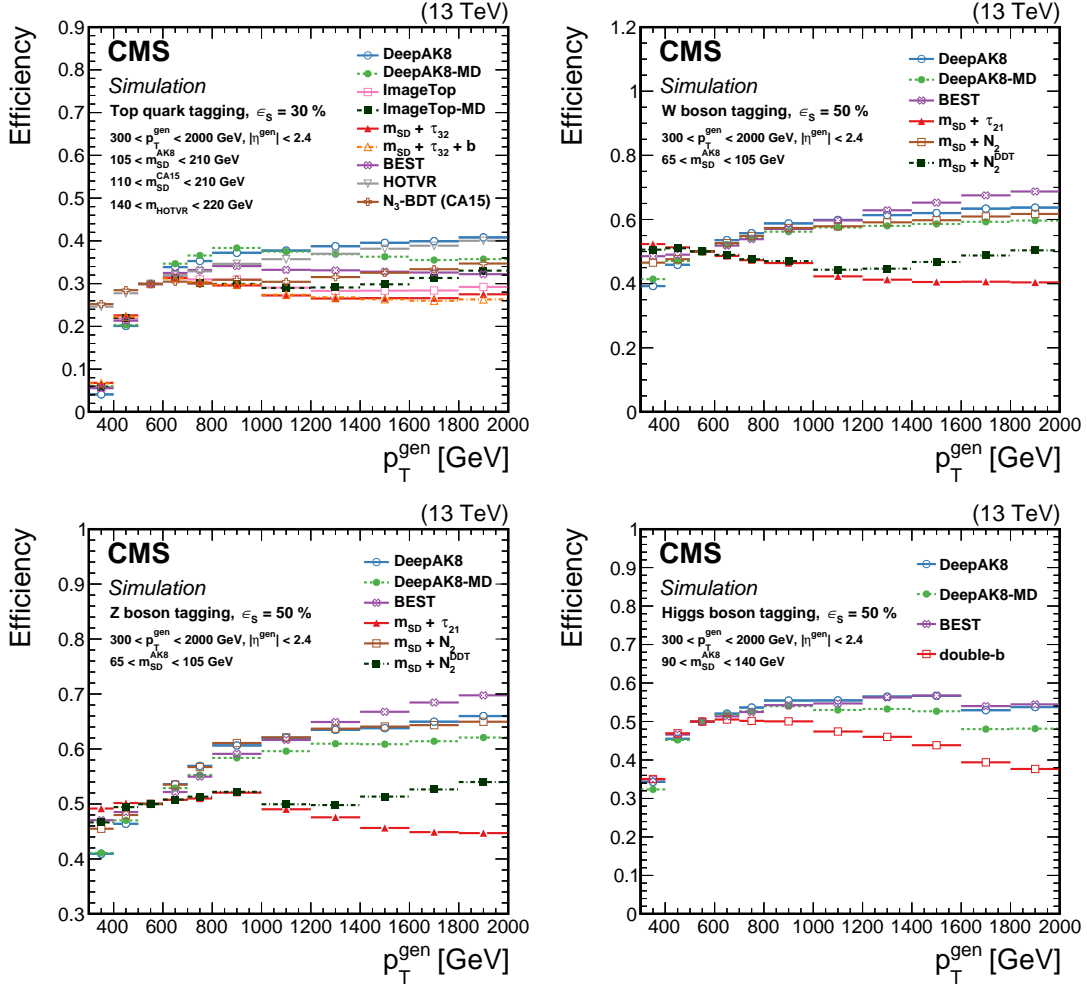 (13 TeV)
CMS
Simulation
Top quark tagging, ϵ_S = 30 %
300 < p_T^gen < 2000 GeV, |η^gen| < 2.4
105 < m_SD^AK8 < 210 GeV
110 < m_SD^CA15 < 210 GeV
140 < m_HOTVR < 220 GeV
DeepAK8
DeepAK8-MD
ImageTop
ImageTop-MD
m_SD + τ_32
m_SD + τ_32 + b
BEST
HOTVR
N_3-BDT (CA15)
Efficiency
0.9
0.8
0.7
0.6
0.5
0.4
0.3
0.2
0.1
0
400 600 800 1000 1200 1400 1600 1800 2000
p_T^gen [GeV]
(13 TeV)
CMS
Simulation
W boson tagging, ϵ_S = 50 %
300 < p_T^gen < 2000 GeV, |η^gen| < 2.4
65 < m_SD^AK8 < 105 GeV
DeepAK8
DeepAK8-MD
BEST
m_SD + τ_21
m_SD + N_2
m_SD + N_2^DDT
Efficiency
1.2
1
0.8
0.6
0.4
0.2
0
400 600 800 1000 1200 1400 1600 1800 2000
p_T^gen [GeV]
(13 TeV)
CMS
Simulation
Z boson tagging, ϵ_S = 50 %
300 < p_T^gen < 2000 GeV, |η^gen| < 2.4
65 < m_SD^AK8 < 105 GeV
DeepAK8
DeepAK8-MD
BEST
m_SD + τ_21
m_SD + N_2
m_SD + N_2^DDT
Efficiency
1
0.9
0.8
0.7
0.6
0.5
0.4
0.3
400 600 800 1000 1200 1400 1600 1800 2000
p_T^gen [GeV]
(13 TeV)
CMS
Simulation
Higgs boson tagging, ϵ_S = 50 %
300 < p_T^gen < 2000 GeV, |η^gen| < 2.4
90 < m_SD^AK8 < 140 GeV
DeepAK8
DeepAK8-MD
BEST
double-b
Efficiency
1
0.9
0.8
0.7
0.6
0.5
0.4
0.3
0.2
0.1
0
400 600 800 1000 1200 1400 1600 1800 2000
p_T^gen [GeV]